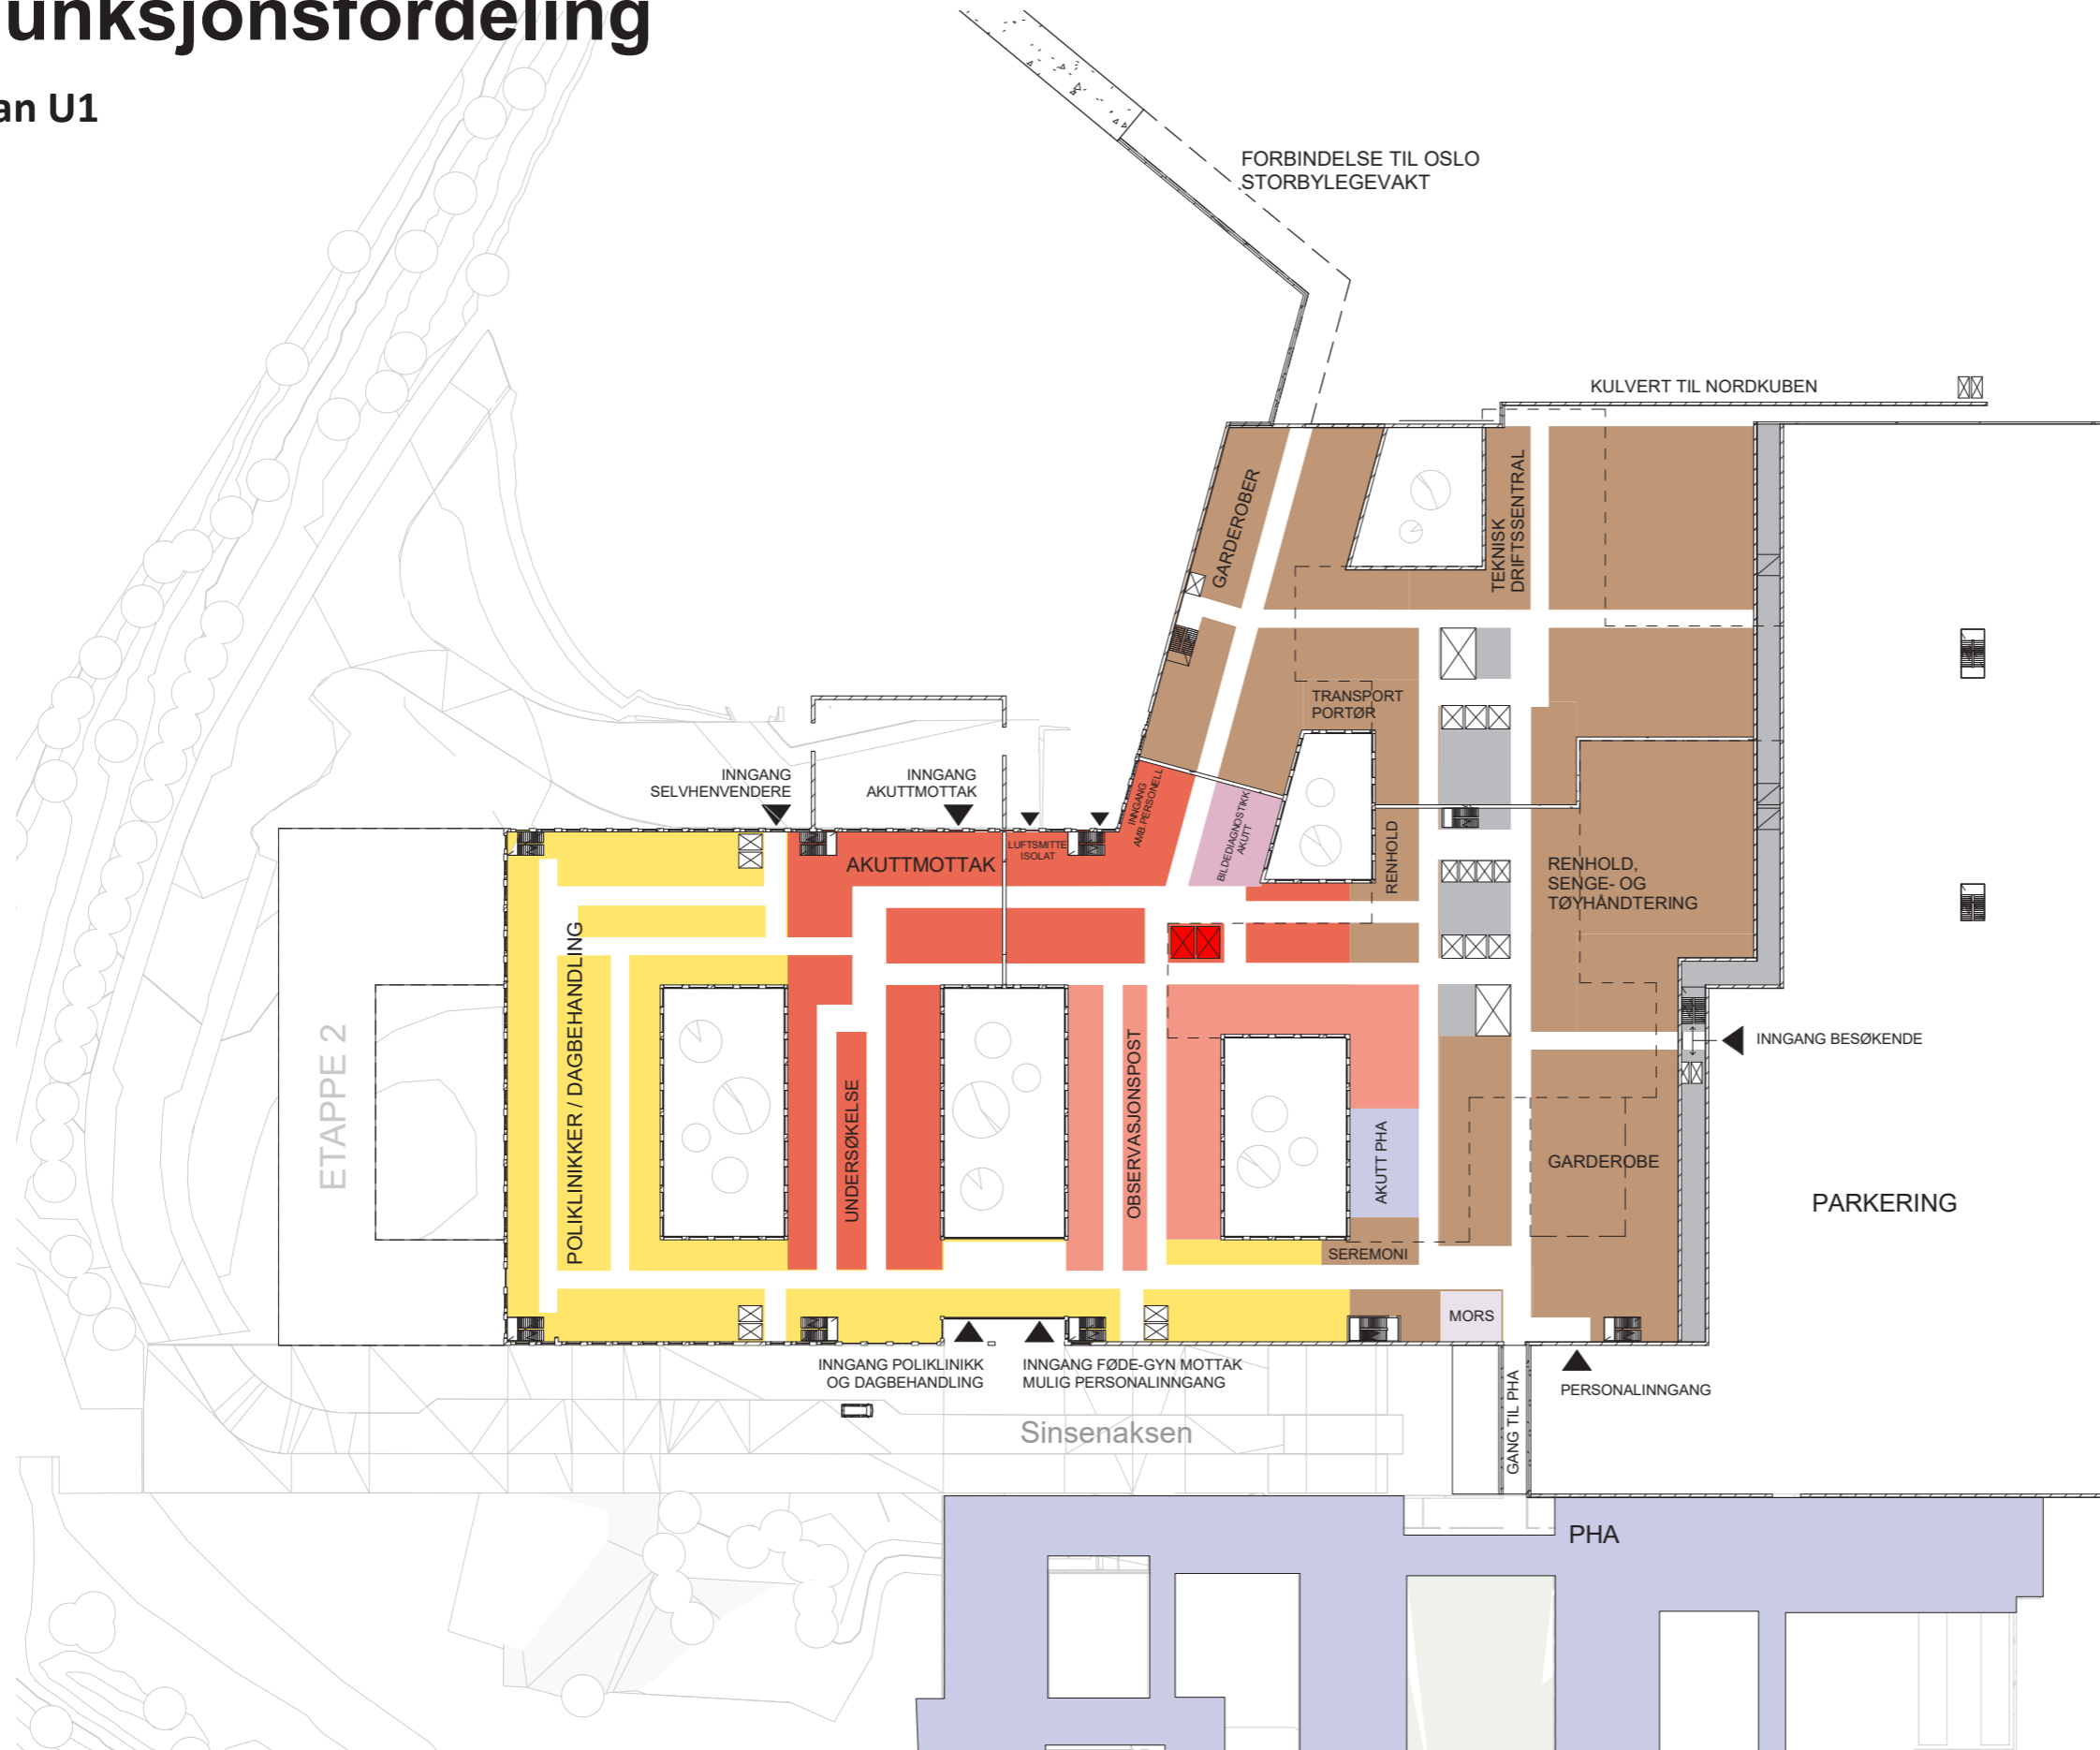 unksjonsfordeling
an U1
FORBINDELSE TIL OSLO
STORBYLEGEVAKT
KULVERT TIL NORDKUBEN
GARDEROBER
TEKNISK
DRIFTSSENTRAL
TRANSPORT
PORTØR
INNGANG
SELVHENVENDERE
INNGANG
AKUTTMOTTAK
INNGANG
AMB.PERSONELL
BILDEDIAGNOSTIKK
AKUTT
RENHOLD
AKUTTMOTTAK
LUFTSMITTE
ISOLAT
RENHOLD,
SENGE- OG
TØYHÅNDTERING
ETAPPE 2
POLIKLINIKKER / DAGBEHANDLING
UNDERSØKELSE
OBSERVASJONSPOST
AKUTT PHA
INNGANG BESØKENDE
GARDEROBE
PARKERING
SEREMONI
MORS
INNGANG POLIKLINIKK
OG DAGBEHANDLING
INNGANG FØDE-GYN MOTTAK
MULIG PERSONALINNGANG
GANG TIL PHA
PERSONALINNGANG
Sinsenaksen
PHA